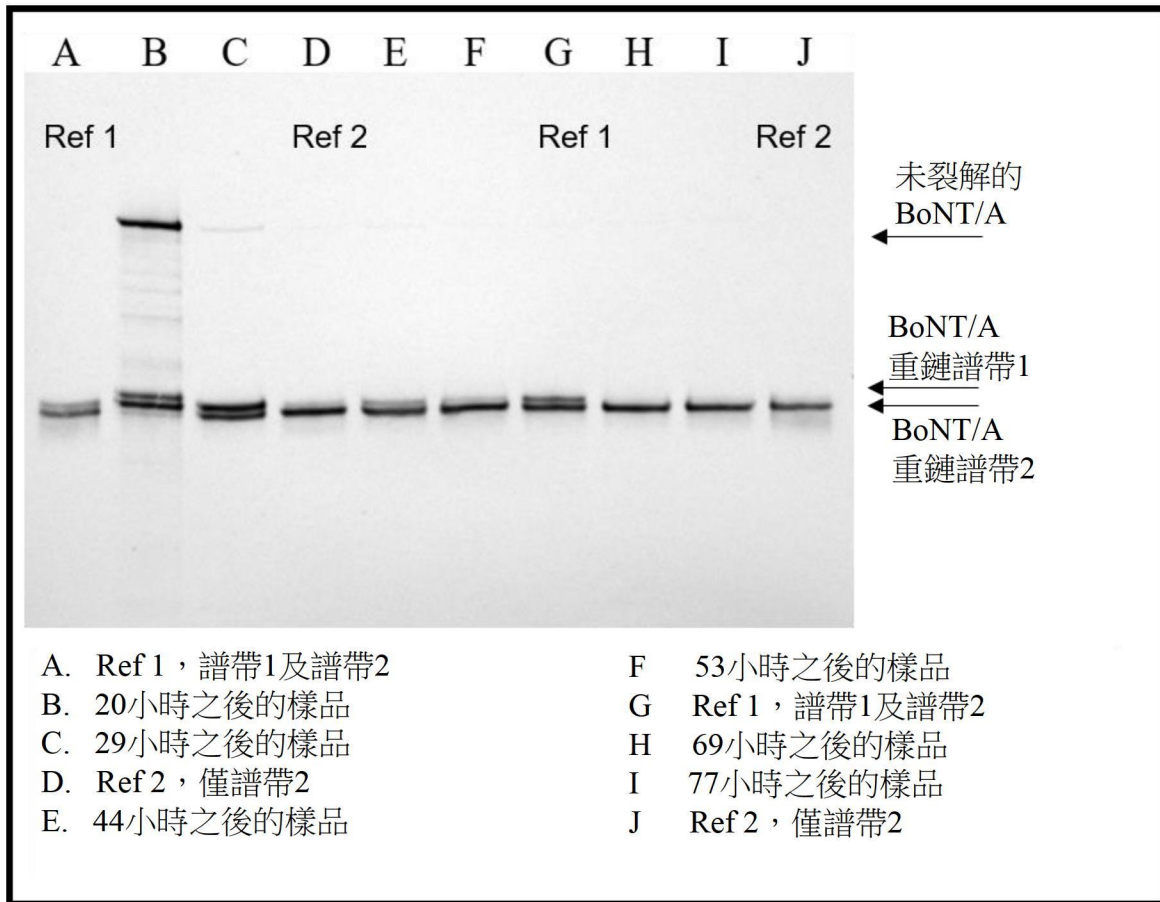 A B C D E F G H I J
Ref 1 Ref 2 Ref 1 Ref 2
未裂解的
BoNT/A
BoNT/A
重鏈譜帶1
BoNT/A
重鏈譜帶2
A. Ref 1，譜帶1及譜帶2
B. 20小時之後的樣品
C. 29小時之後的樣品
D. Ref 2，僅譜帶2
E. 44小時之後的樣品
F 53小時之後的樣品
G Ref 1，譜帶1及譜帶2
H 69小時之後的樣品
I 77小時之後的樣品
J Ref 2，僅譜帶2